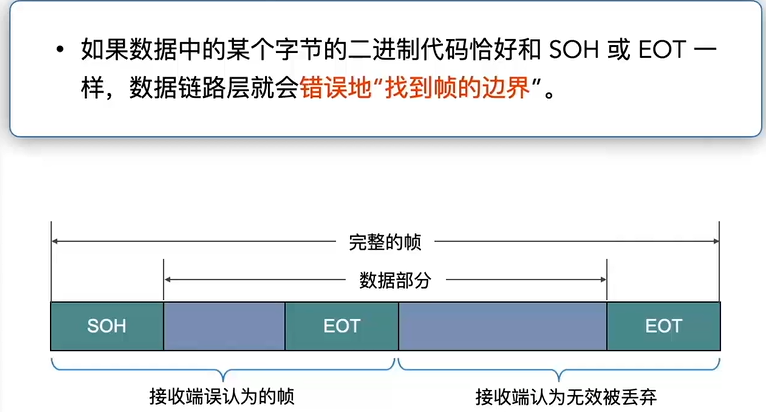 • 如果数据中的某个字节的二进制代码恰好和 SOH 或 EOT 一
样，数据链路层就会错误地“找到帧的边界”。
完整的帧
数据部分
SOH EOT EOT
接收端误认为的帧 接收端认为无效被丢弃